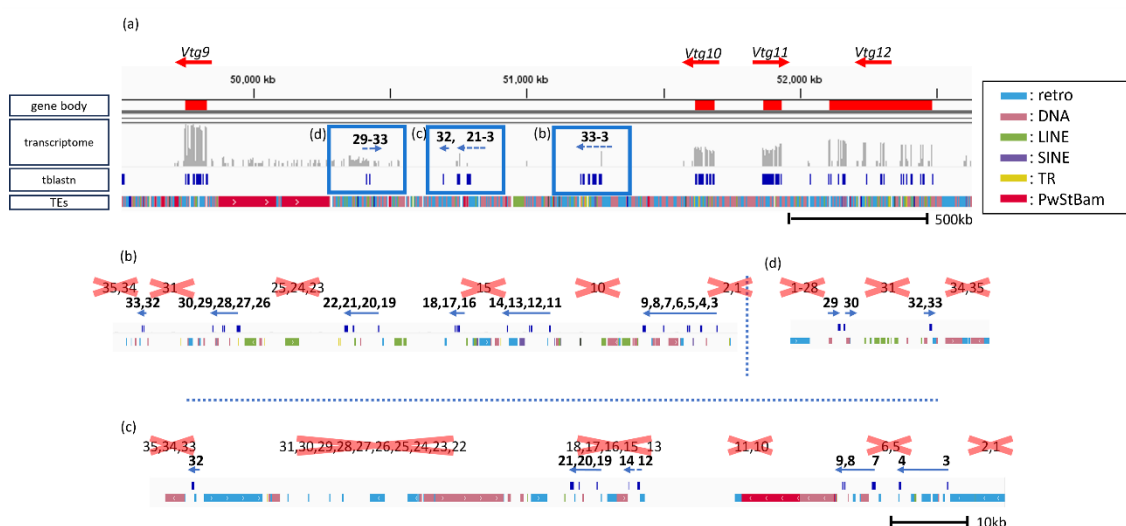 (a)
Vtg9 Vtg10 Vtg11 Vtg12
50,000 kb 51,000 kb 52,000 kb
gene body
transcriptome
(d) 29-33 (c) 32, 21-3 (b) 33-3
tblastn
TEs
500kb
: retro
: DNA
: LINE
: SINE
: TR
: PwStBam
(b)
35,34 31 25,24,23 15 10 2,1
33,32 30,29,28,27,26 22,21,20,19 18,17,16 14,13,12,11 9,8,7,6,5,4,3
(d)
1-28 31 34,35
29 30 32,33
(c)
35,34,33 31,30,29,28,27,26,25,24,23,22 18,17,16,15 13 11,10 6,5 2,1
32 21,20,19 14 12 9,8 7 4 3
10kb